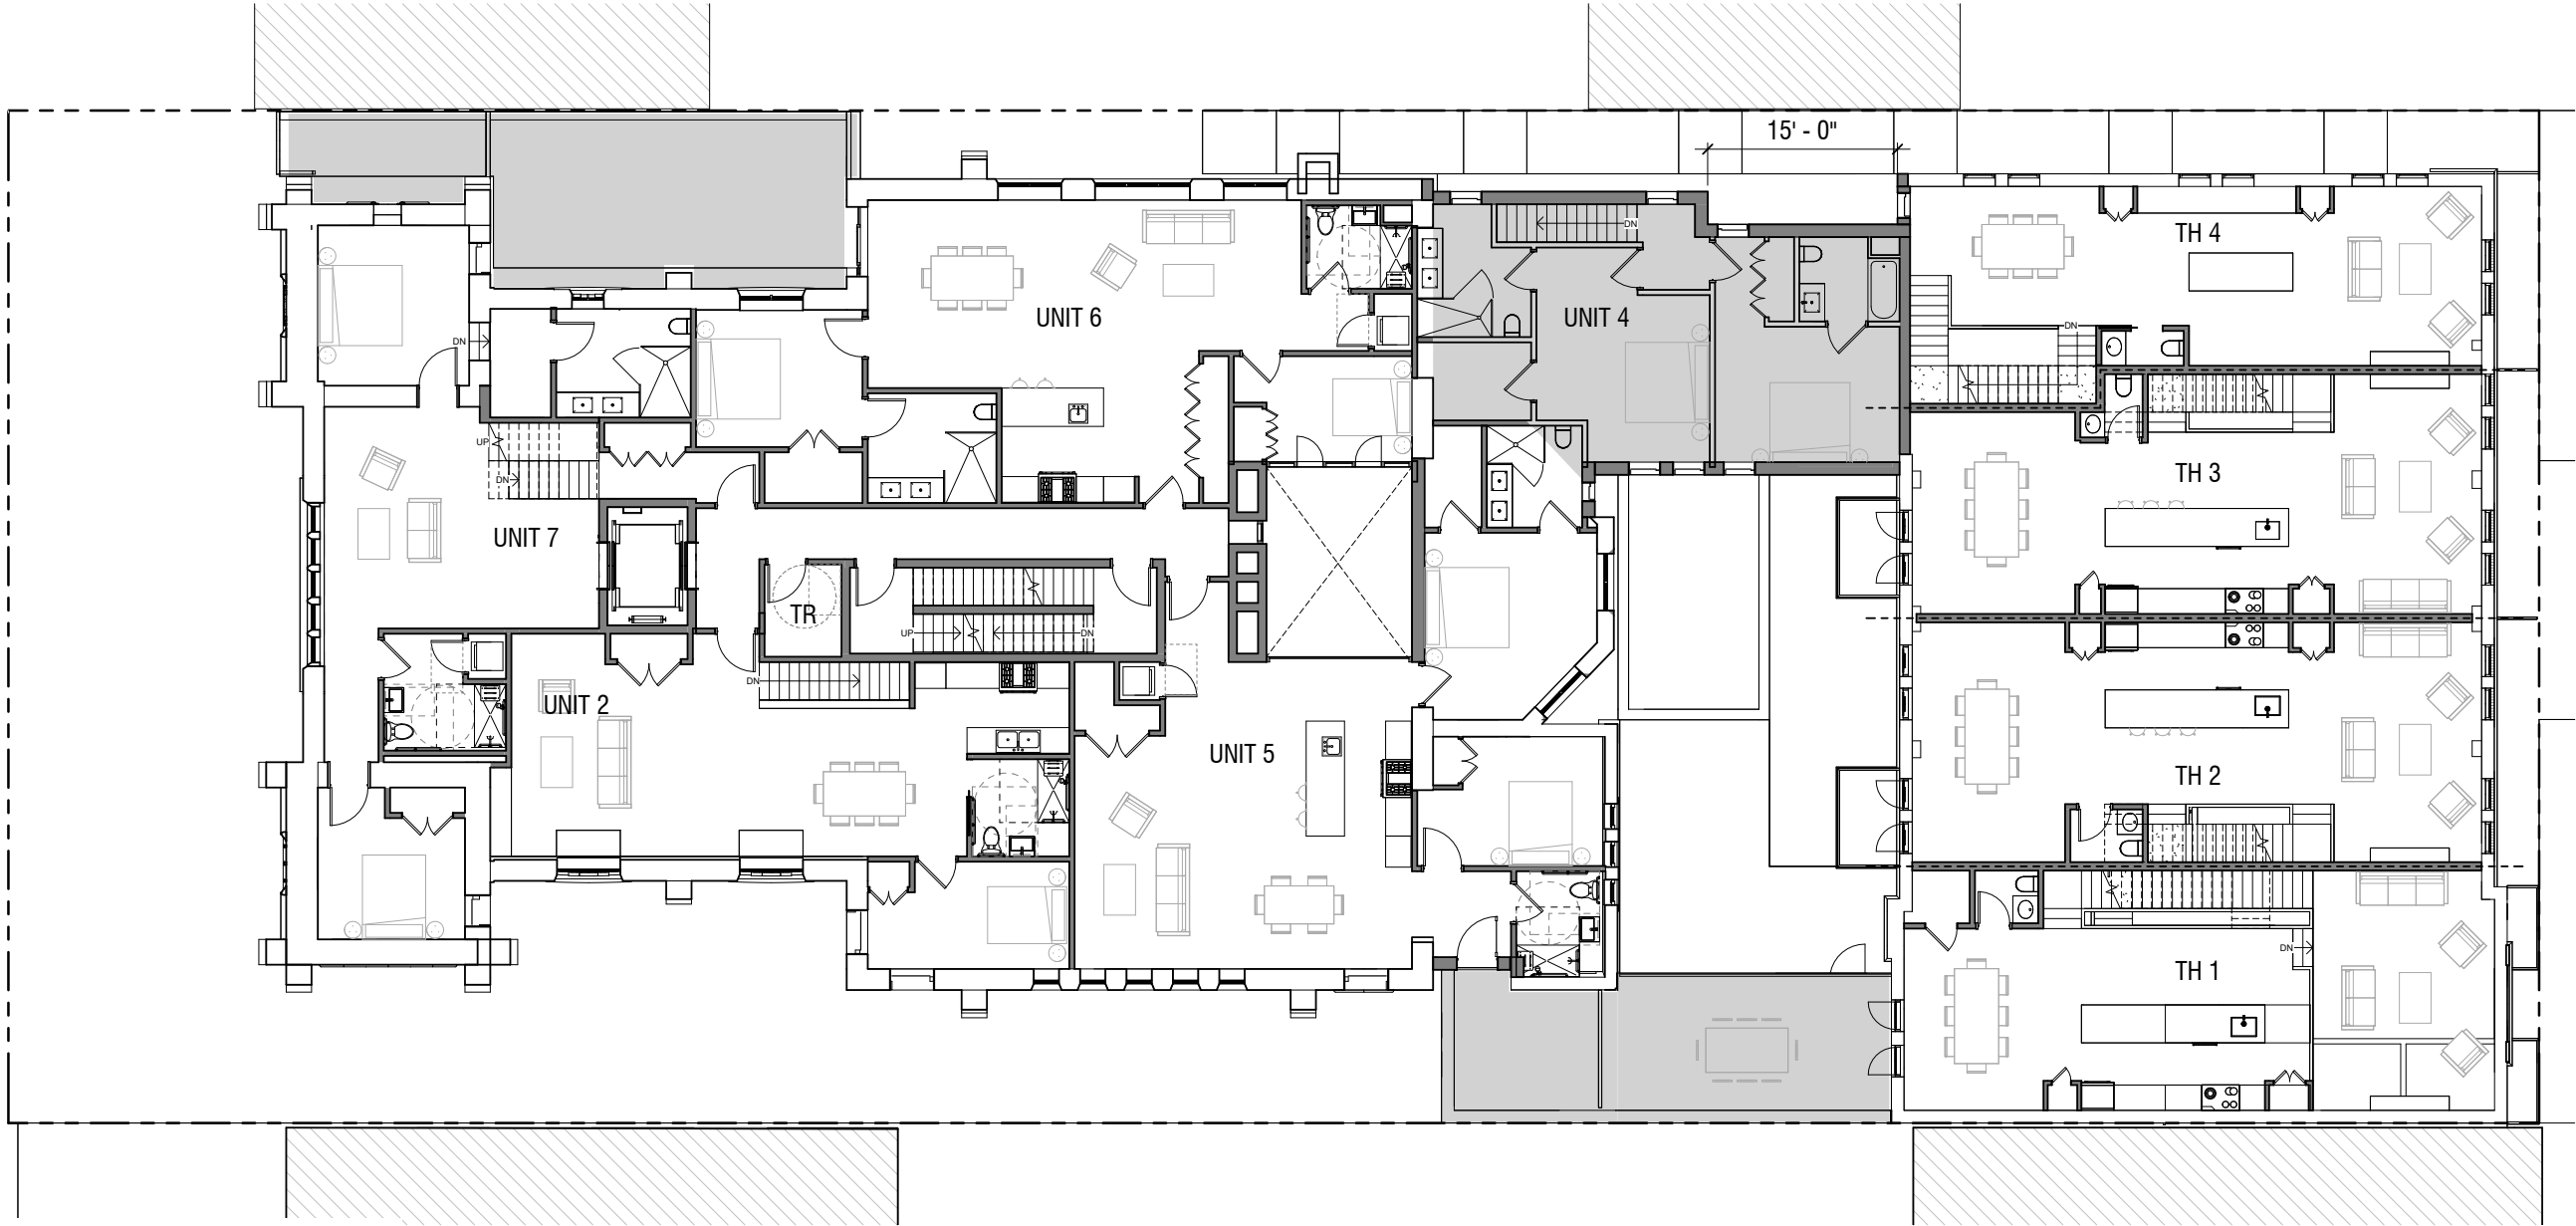 15' - 0"
DN
TH 4
UNIT 6
UNIT 4
DN
DN
UP
DN
TH 3
UNIT 7
TR
UP
DN
DN
UNIT 2
UNIT 5
TH 2
DN
TH 1